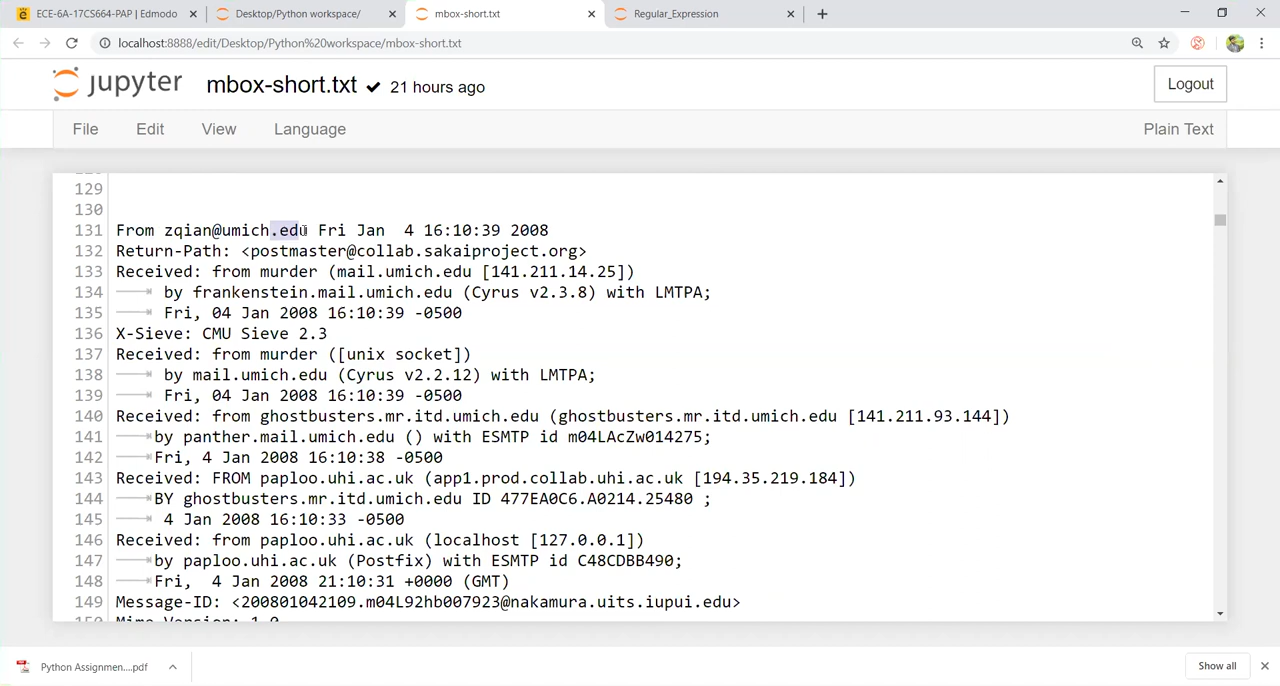 ECE-6A-17CS664-PAP | Edmodo
Desktop/Python workspace/
mbox-short.txt
Regular_Expression
localhost:8888/edit/Desktop/Python%20workspace/mbox-short.txt
jupyter mbox-short.txt ✔ 21 hours ago
Logout
File Edit View Language Plain Text
129
130
131 From zqian@umich.edu Fri Jan  4 16:10:39 2008
132 Return-Path: <postmaster@collab.sakaiproject.org>
133 Received: from murder (mail.umich.edu [141.211.14.25])
134 by frankenstein.mail.umich.edu (Cyrus v2.3.8) with LMTPA;
135 Fri, 04 Jan 2008 16:10:39 -0500
136 X-Sieve: CMU Sieve 2.3
137 Received: from murder ([unix socket])
138 by mail.umich.edu (Cyrus v2.2.12) with LMTPA;
139 Fri, 04 Jan 2008 16:10:39 -0500
140 Received: from ghostbusters.mr.itd.umich.edu (ghostbusters.mr.itd.umich.edu [141.211.93.144])
141 by panther.mail.umich.edu () with ESMTP id m04LAcZw014275;
142 Fri, 4 Jan 2008 16:10:38 -0500
143 Received: FROM paploo.uhi.ac.uk (app1.prod.collab.uhi.ac.uk [194.35.219.184])
144 BY ghostbusters.mr.itd.umich.edu ID 477EA0C6.A0214.25480 ;
145 4 Jan 2008 16:10:33 -0500
146 Received: from paploo.uhi.ac.uk (localhost [127.0.0.1])
147 by paploo.uhi.ac.uk (Postfix) with ESMTP id C48CDBB490;
148 Fri,  4 Jan 2008 21:10:31 +0000 (GMT)
149 Message-ID: <200801042109.m04L92hb007923@nakamura.uits.iupui.edu>
150 Mime-Version: 1.0
Python Assignmen....pdf
Show all